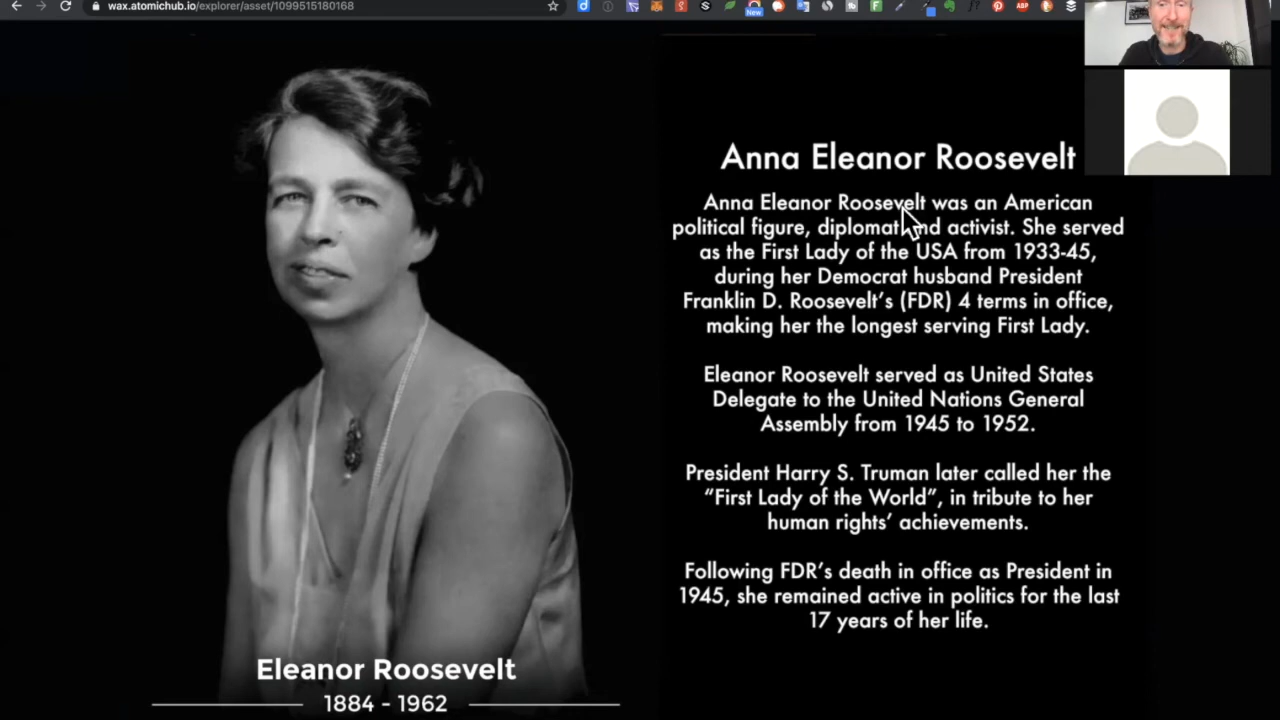 wax.atomichub.io/explorer/asset/1099515180168
New
ABP
Anna Eleanor Roosevelt
Anna Eleanor Roosevelt was an American
political figure, diplomat and activist. She served
as the First Lady of the USA from 1933-45,
during her Democrat husband President
Franklin D. Roosevelt's (FDR) 4 terms in office,
making her the longest serving First Lady.
Eleanor Roosevelt served as United States
Delegate to the United Nations General
Assembly from 1945 to 1952.
President Harry S. Truman later called her the
“First Lady of the World”, in tribute to her
human rights’ achievements.
Following FDR’s death in office as President in
1945, she remained active in politics for the last
17 years of her life.
Eleanor Roosevelt
1884 - 1962